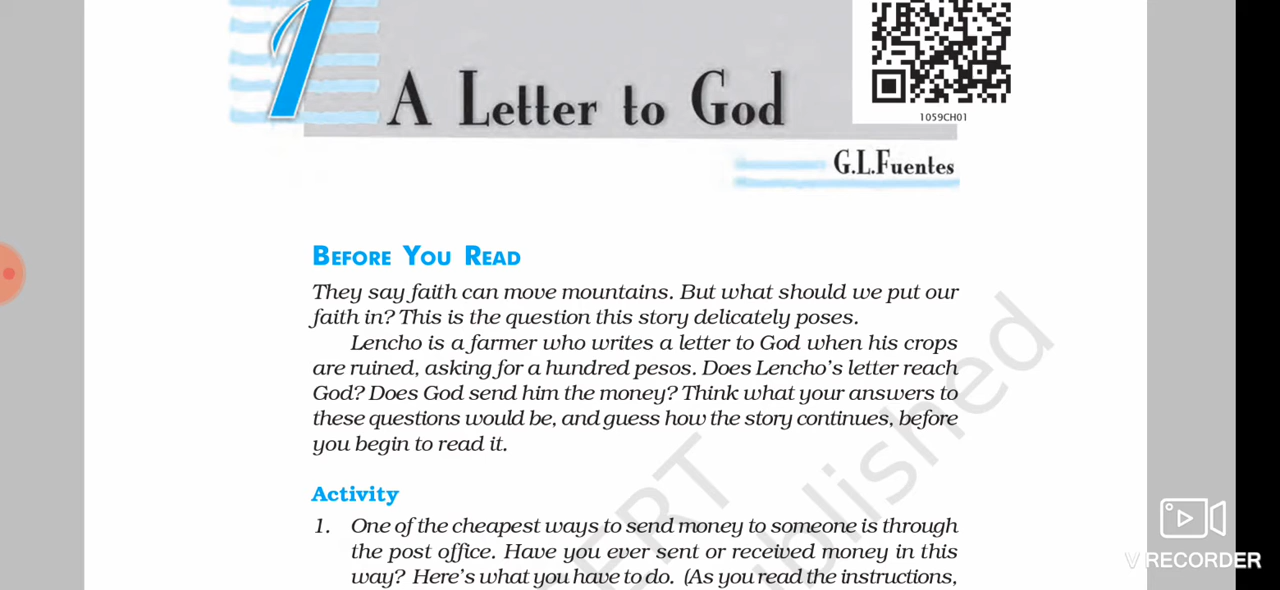 1
A Letter to God
1059CH01
G.L.Fuentes
BEFORE YOU READ
They say faith can move mountains. But what should we put our
faith in? This is the question this story delicately poses.
Lencho is a farmer who writes a letter to God when his crops
are ruined, asking for a hundred pesos. Does Lencho's letter reach
God? Does God send him the money? Think what your answers to
these questions would be, and guess how the story continues, before
you begin to read it.
Activity
1. One of the cheapest ways to send money to someone is through
the post office. Have you ever sent or received money in this
way? Here's what you have to do. (As you read the instructions,
V RECORDER